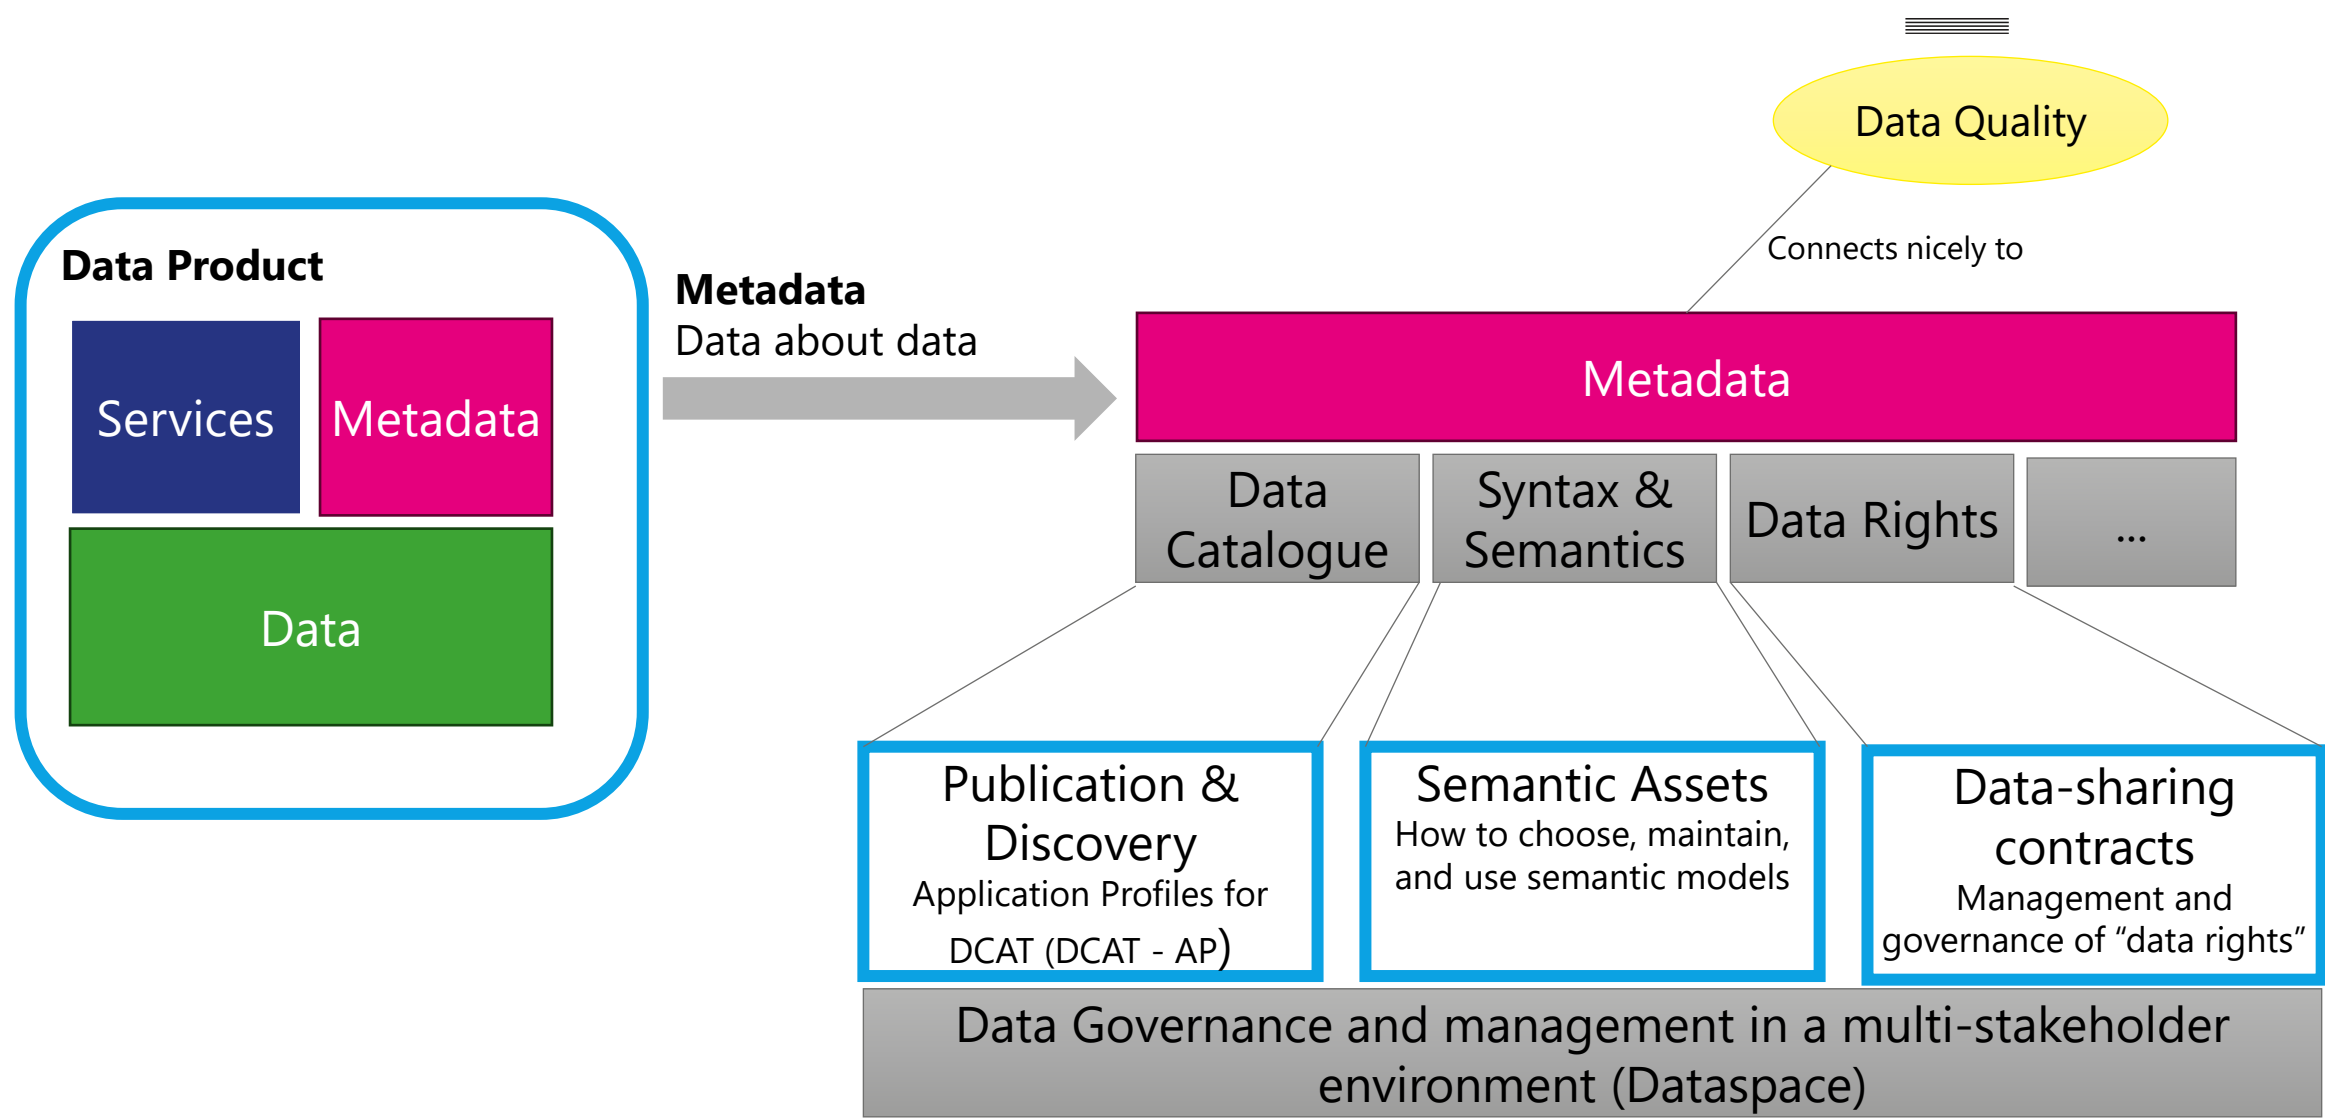 Data Quality
Connects nicely to
Data Product
Services
Metadata
Data
Metadata
Data about data
Metadata
Data
Catalogue
Syntax &
Semantics
Data Rights
...
Publication &
Discovery
Application Profiles for
DCAT (DCAT - AP)
Semantic Assets
How to choose, maintain,
and use semantic models
Data-sharing
contracts
Management and
governance of “data rights”
Data Governance and management in a multi-stakeholder
environment (Dataspace)